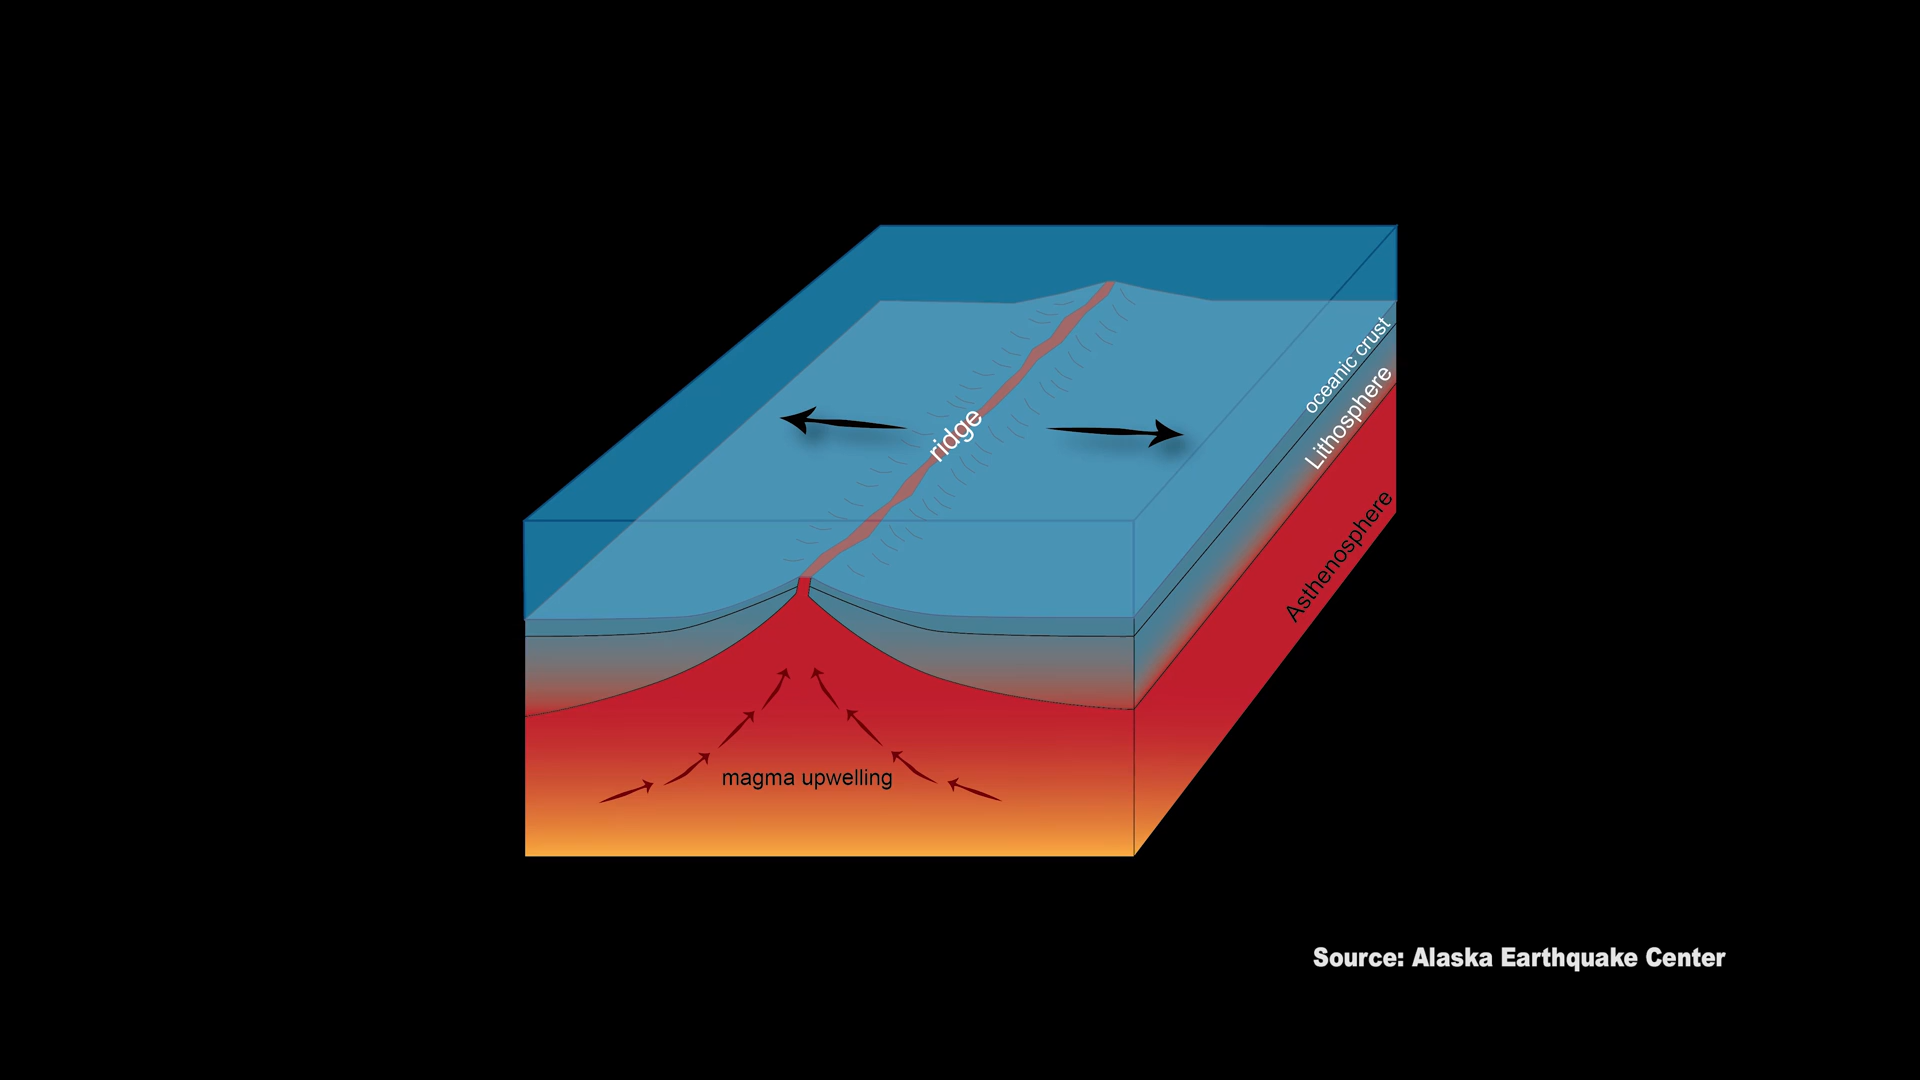 oceanic crust
Lithosphere
ridge
Asthenosphere
magma upwelling
Source: Alaska Earthquake Center